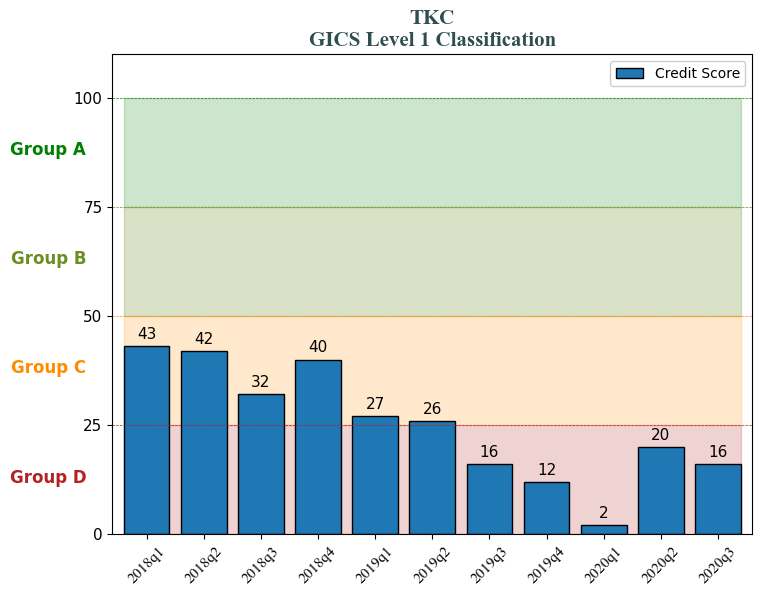 TKC
GICS Level 1 Classification
Credit Score
100
Group A
75
Group B
50
43
42
40
Group C
32
27
26
25
20
16
16
12
Group D
2
0
2018q1
2018q2
2018q3
2018q4
2019q1
2019q2
2019q3
2019q4
2020q1
2020q2
2020q3